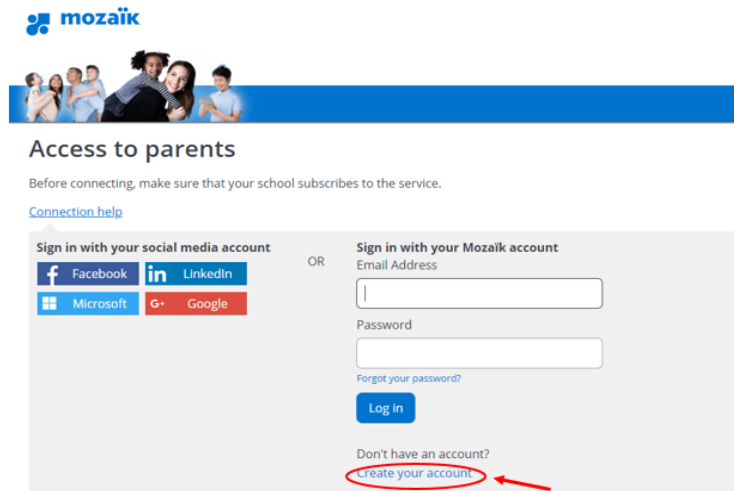 mozaïk
Access to parents
Before connecting, make sure that your school subscribes to the service.
Connection help
Sign in with your social media account
Facebook
LinkedIn
Microsoft
Google
OR
Sign in with your Mozaïk account
Email Address
Password
Forgot your password?
Log in
Don't have an account?
Create your account